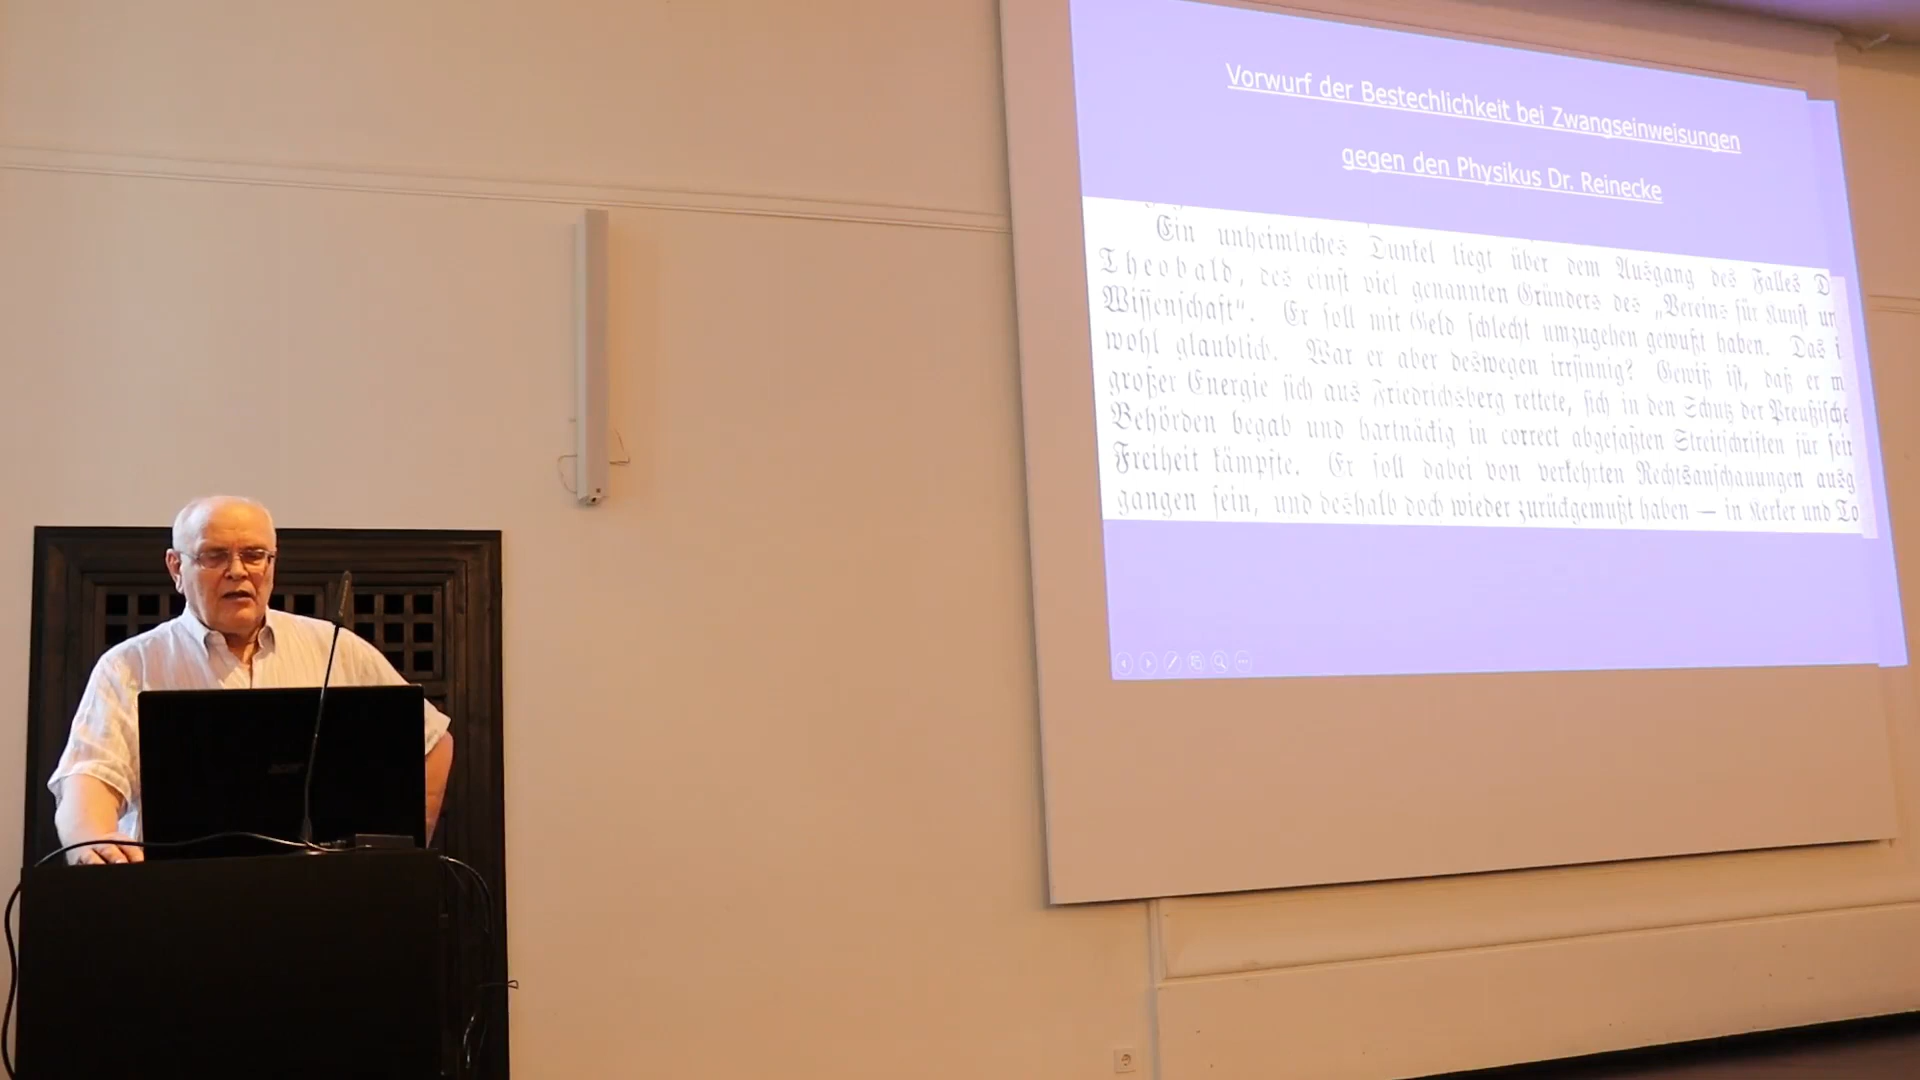 Vorwurf der Bestechlichkeit bei Zwangseinweisungen
gegen den Physikus Dr. Reinecke
Ein unheimliches Dunkel liegt über dem Ausgang des Falles D
Theobald, des einst viel genannten Gründers des „Vereins für Kunst un
Wissenschaft“. Er soll mit Geld schlecht umzugehen gewußt haben. Das i
wohl glaublich. War er aber deswegen irrsinnig? Gewiß ist, daß er m
großer Energie sich aus Friedrichsberg rettete, sich in den Schutz der Preußische
Behörden begab und hartnäckig in correct abgefaßten Streitschriften für sein
Freiheit kämpfte. Er soll dabei von verkehrten Rechtsanschauungen ausg
gangen sein, und deshalb doch wieder zurückgemußt haben — in Kerker und To
acer